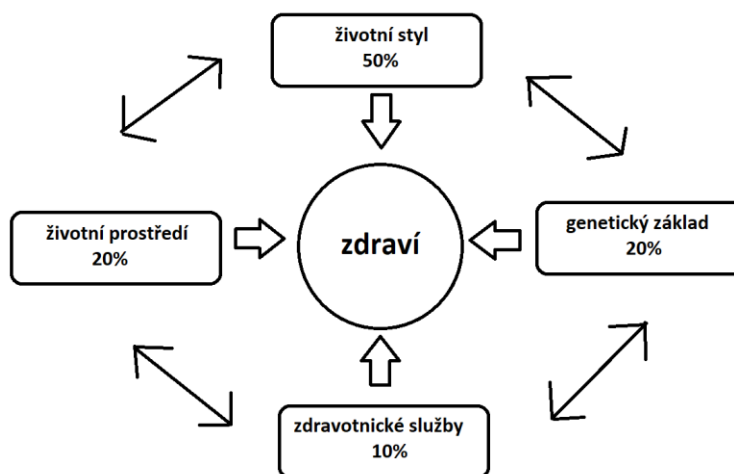 životní styl
50%
životní prostředí
20%
zdraví
genetický základ
20%
zdravotnické služby
10%